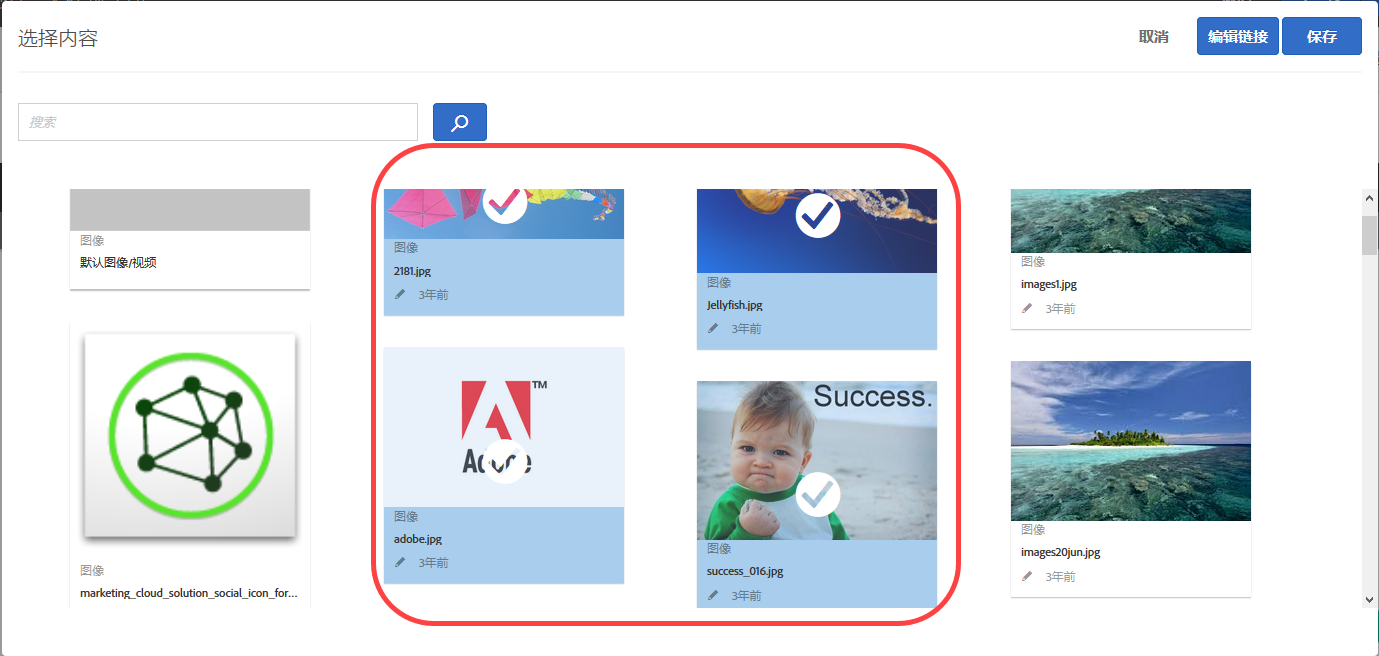 选择内容
取消
编辑链接
保存
搜索
图像
默认图像/视频
图像
marketing_cloud_solution_social_icon_for...
图像
2181.jpg
3年前
TM
Adobe
图像
adobe.jpg
3年前
图像
Jellyfish.jpg
3年前
Success.
图像
success_016.jpg
3年前
图像
images1.jpg
3年前
图像
images20jun.jpg
3年前